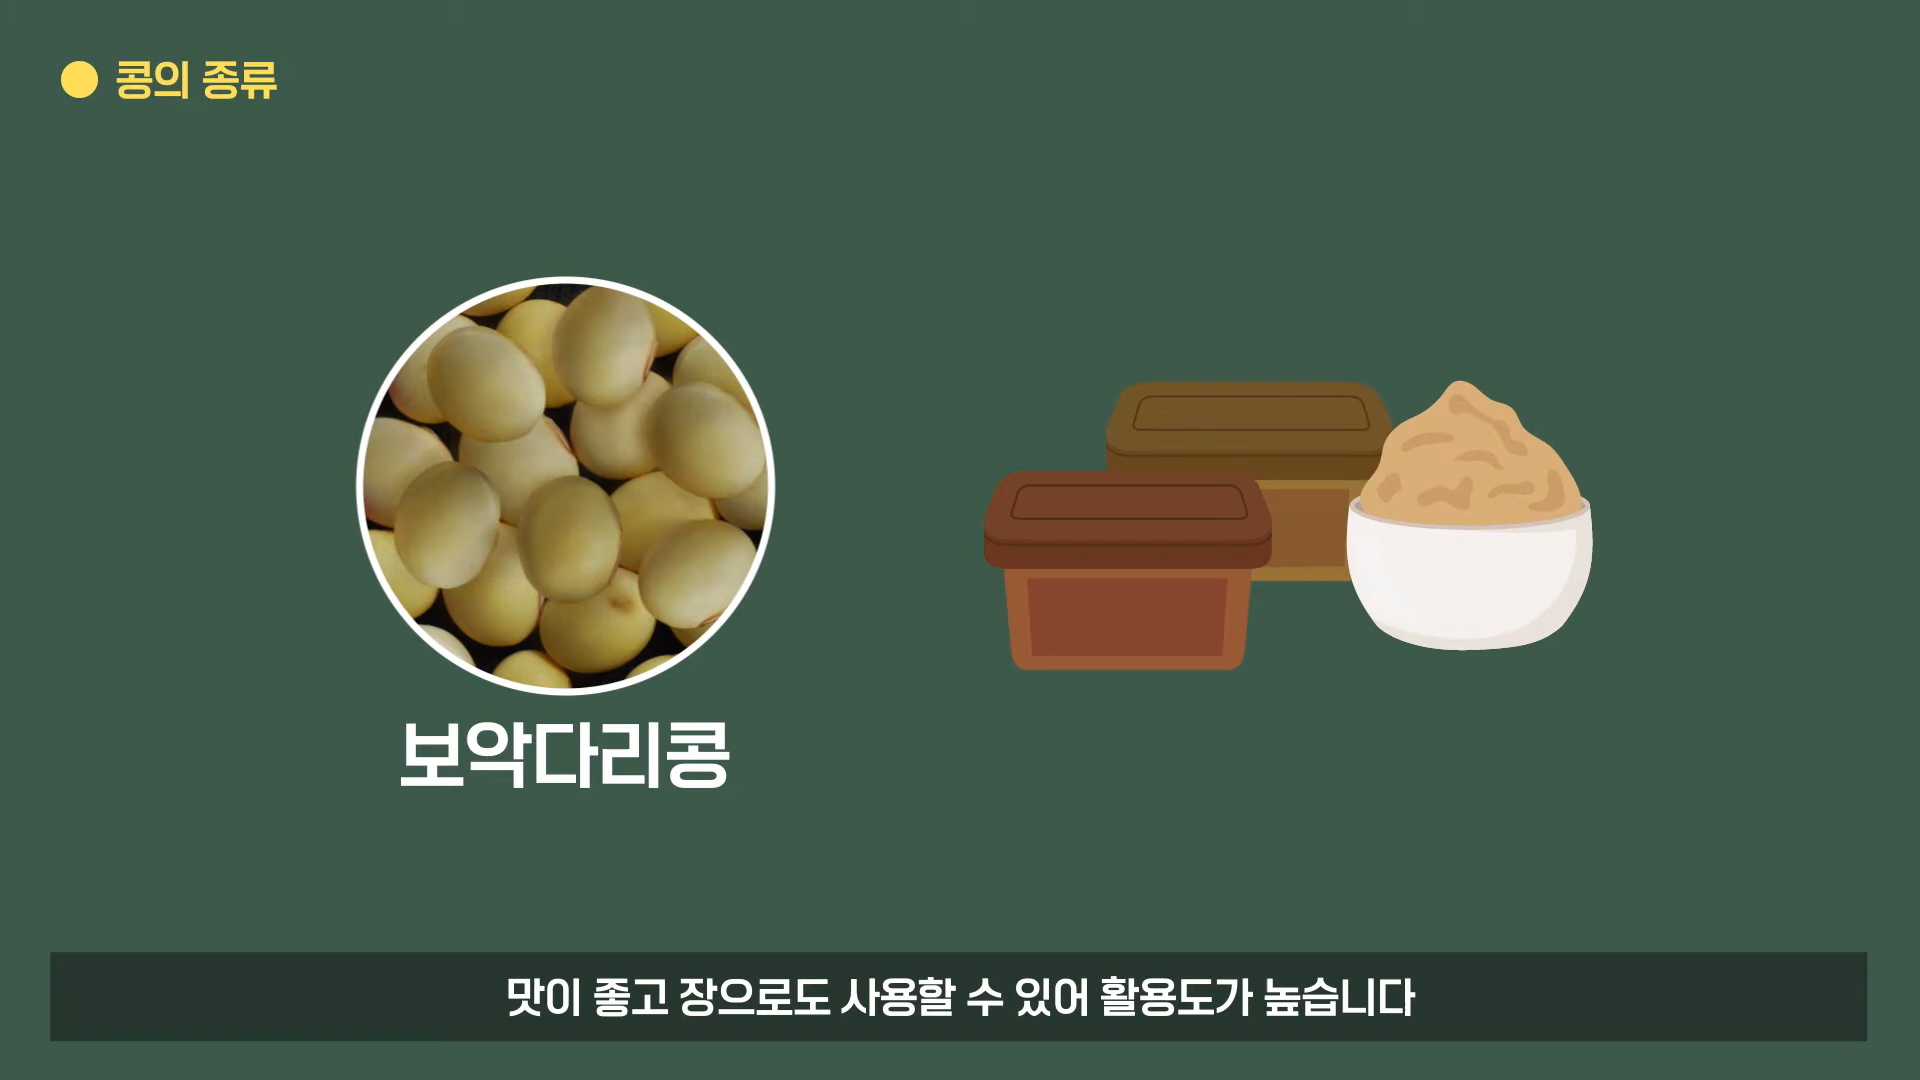 콩의 종류
보악다리콩
맛이 좋고 장으로도 사용할 수 있어 활용도가 높습니다